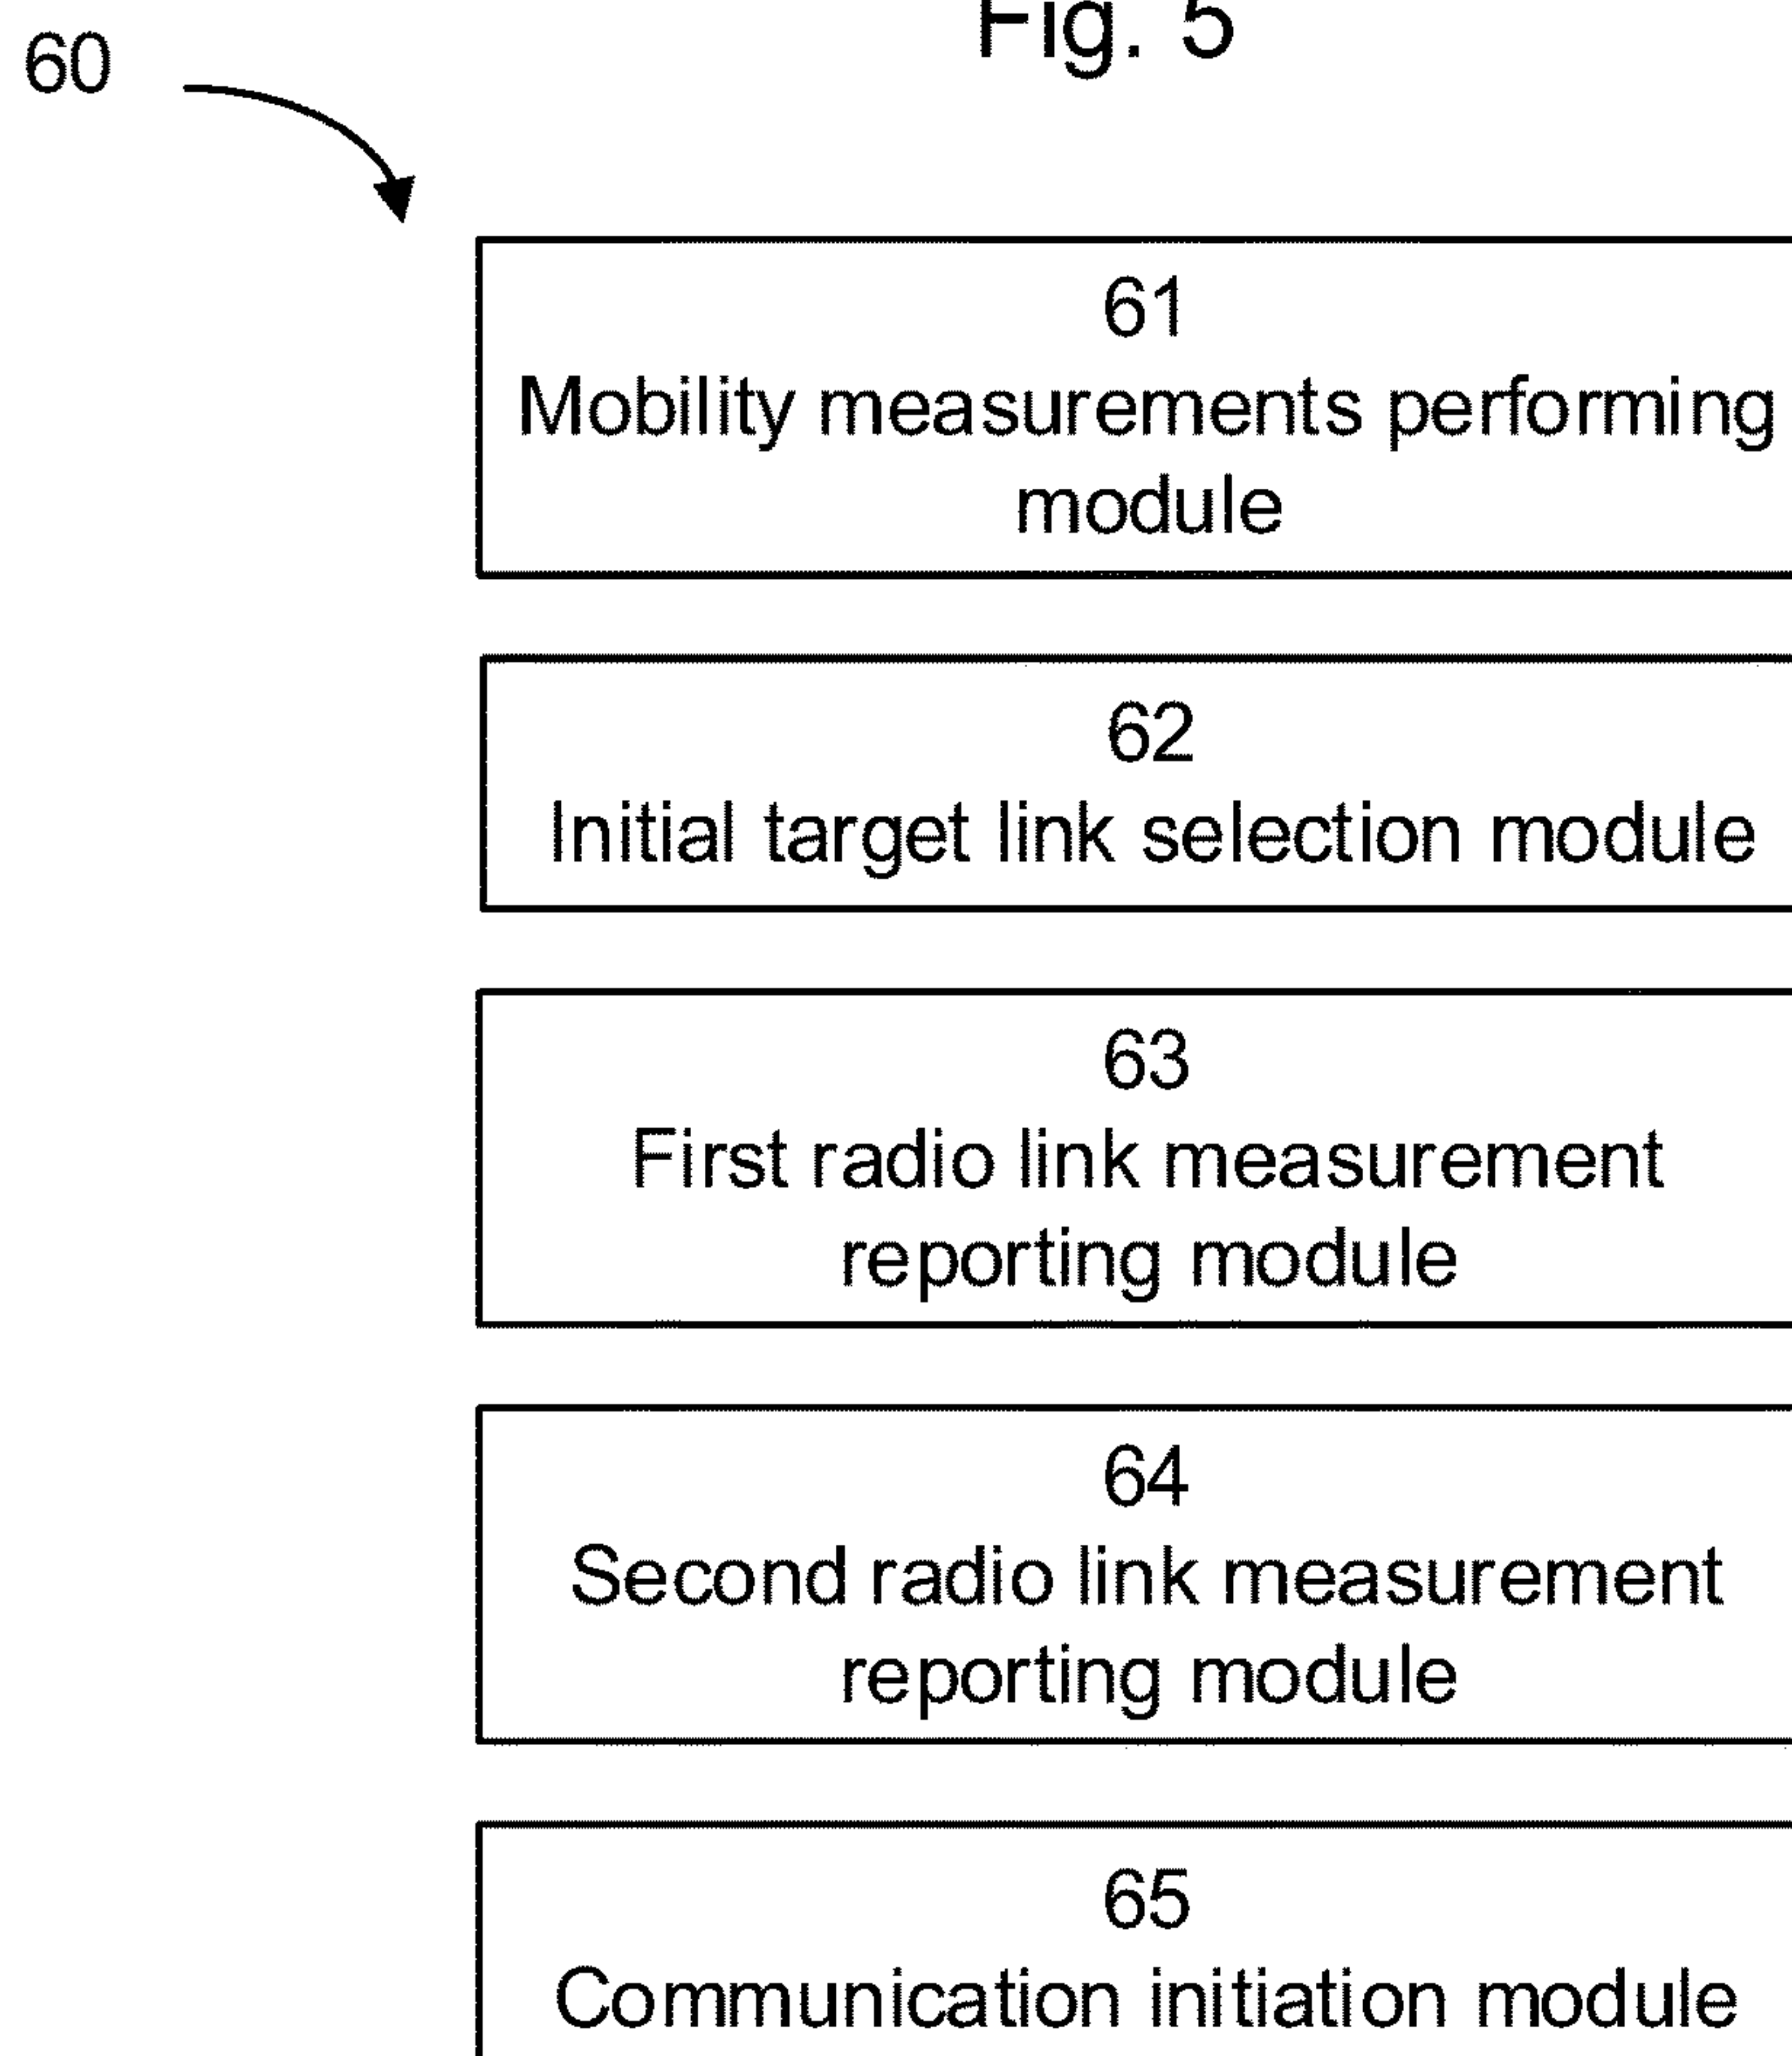 Fig. 5
60
61
Mobility measurements performing
module
62
Initial target link selection module
63
First radio link measurement
reporting module
64
Second radio link measurement
reporting module
65
Communication initiation module